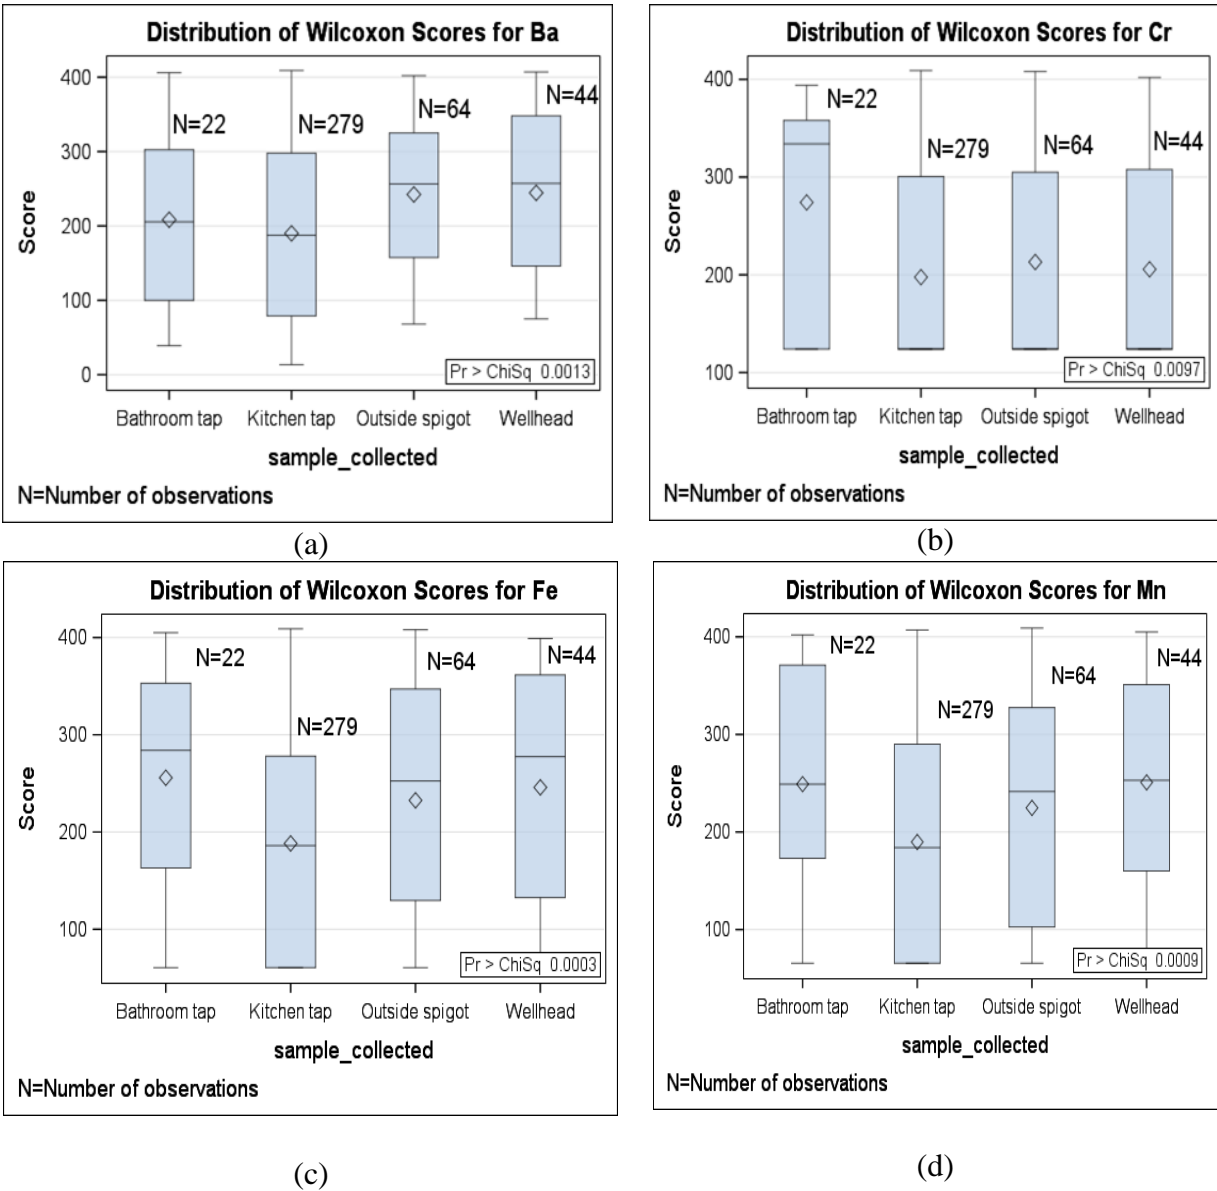 Distribution of Wilcoxon Scores for Ba
400
300
200
100
0
Score
N=22
N=279
N=64
N=44
Pr > ChiSq 0.0013
Bathroom tap Kitchen tap Outside spigot Wellhead
sample_collected
N=Number of observations
(a)
Distribution of Wilcoxon Scores for Cr
400
300
200
100
Score
N=22
N=279
N=64
N=44
Pr > ChiSq 0.0097
Bathroom tap Kitchen tap Outside spigot Wellhead
sample_collected
N=Number of observations
(b)
Distribution of Wilcoxon Scores for Fe
400
300
200
100
Score
N=22
N=279
N=64
N=44
Pr > ChiSq 0.0003
Bathroom tap Kitchen tap Outside spigot Wellhead
sample_collected
N=Number of observations
(c)
Distribution of Wilcoxon Scores for Mn
400
300
200
100
Score
N=22
N=279
N=64
N=44
Pr > ChiSq 0.0009
Bathroom tap Kitchen tap Outside spigot Wellhead
sample_collected
N=Number of observations
(d)